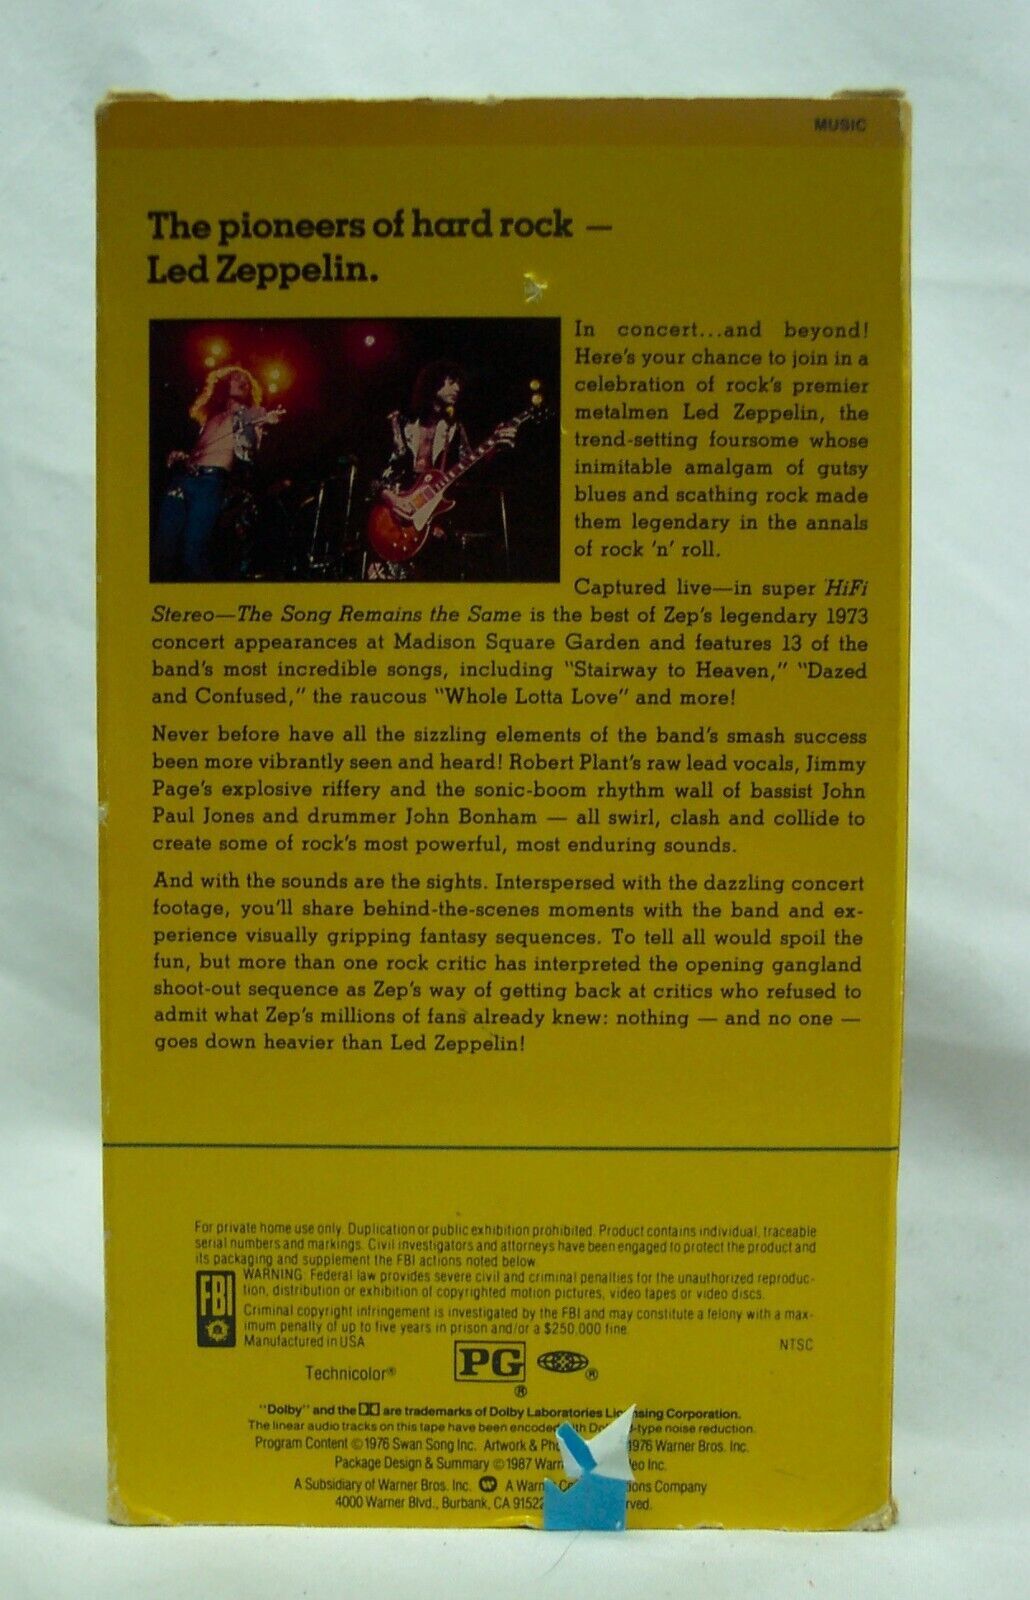 MUSIC
The pioneers of hard rock —
Led Zeppelin.
In concert...and beyond!
Here's your chance to join in a
celebration of rock's premier
metalmen Led Zeppelin, the
trend-setting foursome whose
inimitable amalgam of gutsy
blues and scathing rock made
them legendary in the annals
of rock 'n' roll.
Captured live—in super HiFi
Stereo—The Song Remains the Same is the best of Zep's legendary 1973
concert appearances at Madison Square Garden and features 13 of the
band's most incredible songs, including "Stairway to Heaven," "Dazed
and Confused," the raucous "Whole Lotta Love" and more!
Never before have all the sizzling elements of the band's smash success
been more vibrantly seen and heard! Robert Plant's raw lead vocals, Jimmy
Page's explosive riffery and the sonic-boom rhythm wall of bassist John
Paul Jones and drummer John Bonham — all swirl, clash and collide to
create some of rock's most powerful, most enduring sounds.
And with the sounds are the sights. Interspersed with the dazzling concert
footage, you'll share behind-the-scenes moments with the band and ex-
perience visually gripping fantasy sequences. To tell all would spoil the
fun, but more than one rock critic has interpreted the opening gangland
shoot-out sequence as Zep's way of getting back at critics who refused to
admit what Zep's millions of fans already knew: nothing — and no one —
goes down heavier than Led Zeppelin!
For private home use only. Duplication or public exhibition prohibited. Product contains individual, traceable
serial numbers and markings. Civil investigators and attorneys have been engaged to protect the product and
its packaging and supplement the FBI actions noted below.
FBI
WARNING: Federal law provides severe civil and criminal penalties for the unauthorized reproduc-
tion, distribution or exhibition of copyrighted motion pictures, video tapes or video discs.
Criminal copyright infringement is investigated by the FBI and may constitute a felony with a max-
imum penalty of up to five years in prison and/or a $250,000 fine.
Manufactured in USA NTSC
Technicolor® PG ® ®
"Dolby" and the are trademarks of Dolby Laboratories Corporation.
The linear audio tracks on this tape have been encoded -type noise reduction.
Program Content © 1976 Swan Song Inc. Artwork & 1976 Warner Bros. Inc.
Package Design & Summary © 1987 Inc.
A Subsidiary of Warner Bros. Inc. A Company
4000 Warner Blvd., Burbank, CA